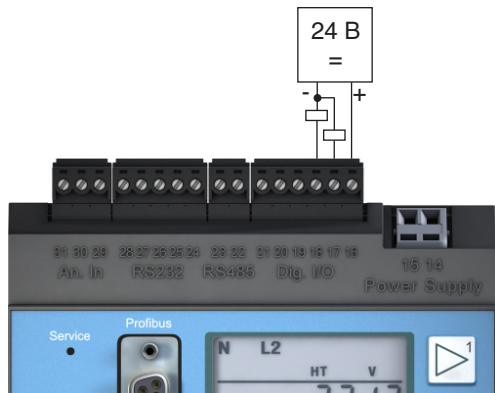 24 В
=
- +
31 30 29 28 27 26 25 24 23 22 21 20 19 18 17 16
An. In RS232 RS485 Dig. I/O
15 14
Power Supply
Service
Profibus
N L2
HT V
1